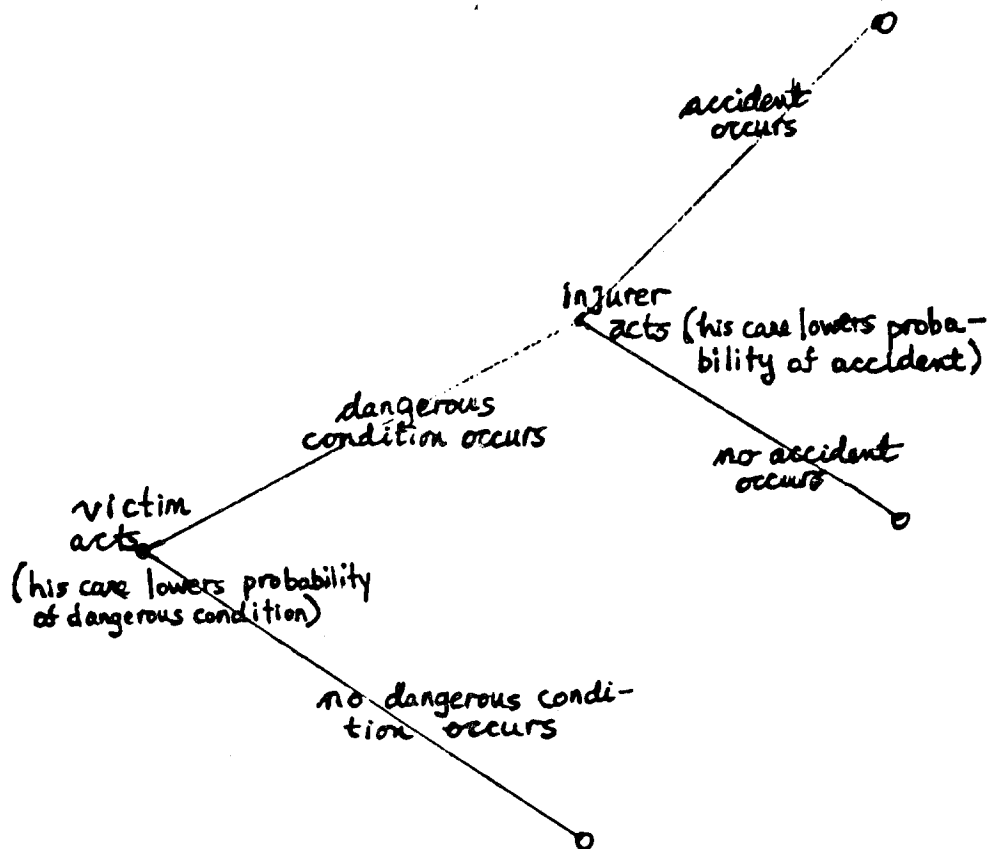 accident
occurs
injurer
acts (his care lowers proba-
bility of accident)
dangerous
condition occurs
no accident
occurs
victim
acts
(his care lowers probability
of dangerous condition)
no dangerous condi-
tion occurs